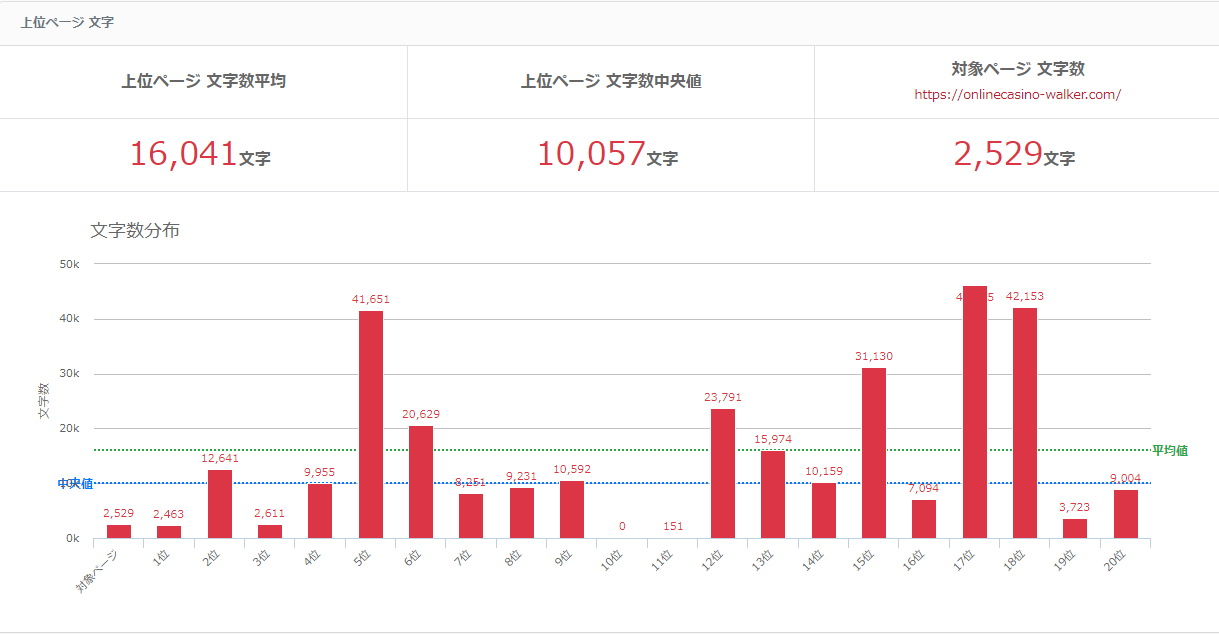 上位ページ 文字
上位ページ 文字数平均
上位ページ 文字数中央値
対象ページ 文字数
https://onlinecasino-walker.com/
16,041文字
10,057文字
2,529文字
文字数分布
文字数
50k
40k
30k
20k
0k
平均値
中央値
2,529
2,463
12,641
2,611
9,955
41,651
20,629
8,251
9,231
10,592
0
151
23,791
15,974
10,159
31,130
7,094
42,153
3,723
9,004
対象ページ
1位
2位
3位
4位
5位
6位
7位
8位
9位
10位
11位
12位
13位
14位
15位
16位
17位
18位
19位
20位